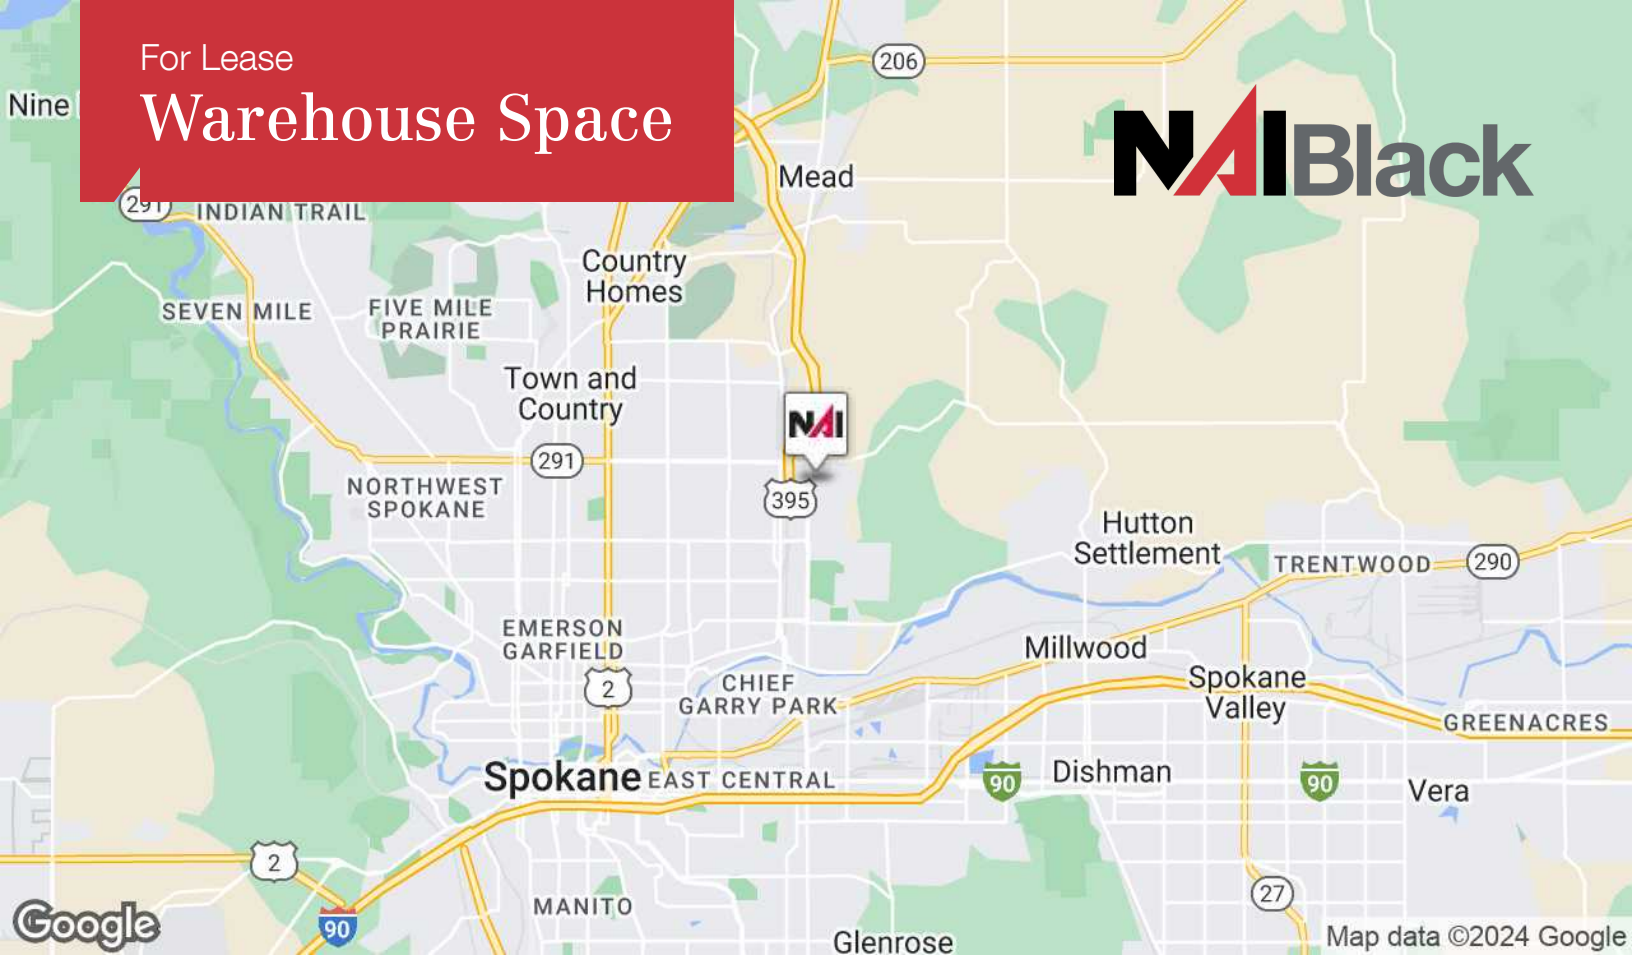 For Lease
Warehouse Space
NAIBlack
206
Nine
Mead
291
INDIAN TRAIL
Country
Homes
SEVEN MILE
FIVE MILE
PRAIRIE
Town and
Country
NAI
291
395
NORTHWEST
SPOKANE
Hutton
Settlement
TRENTWOOD
290
EMERSON
GARFIELD
Millwood
2
CHIEF
GARRY PARK
Spokane
Valley
GREENACRES
Spokane
EAST CENTRAL
90
Dishman
90
Vera
2
27
MANITO
90
Google
Glenrose
Map data ©2024 Google